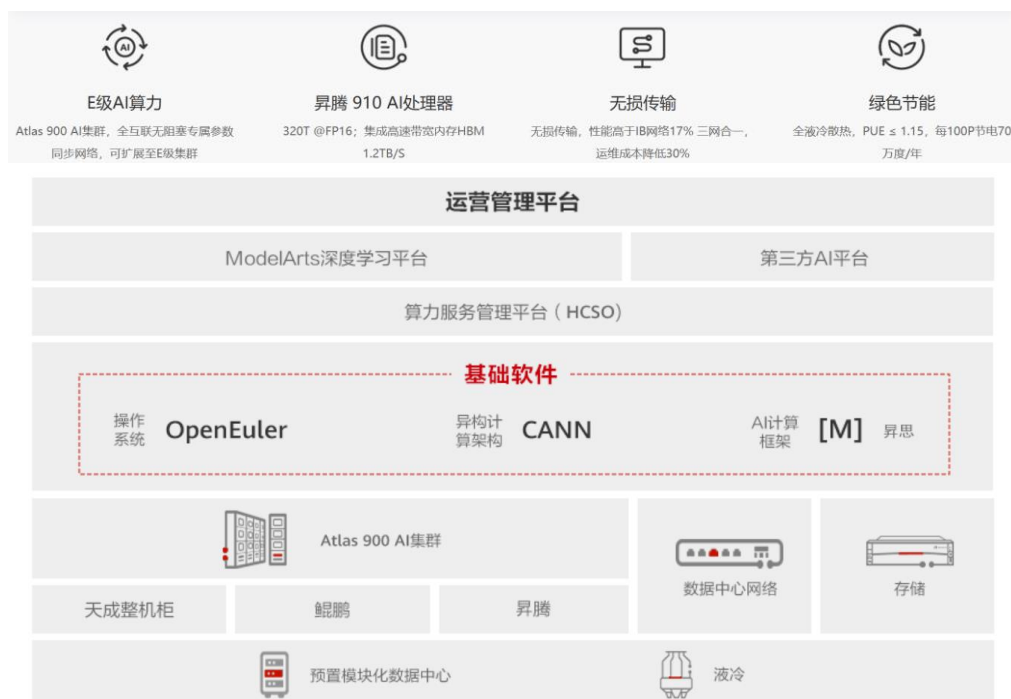 AI
E级AI算力
昇腾 910 AI处理器
无损传输
绿色节能
Atlas 900 AI集群，全互联无阻塞专属参数
同步网络，可扩展至E级集群
320T @FP16；集成高速带宽内存HBM
1.2TB/S
无损传输，性能高于IB网络17% 三网合一，
运维成本降低30%
全液冷散热，PUE ≤ 1.15，每100P节电70
万度/年
运营管理平台
ModelArts深度学习平台
第三方AI平台
算力服务管理平台（HCSO）
基础软件
操作
系统
OpenEuler
异构计
算架构
CANN
AI计算
框架
[M]
昇思
Atlas 900 AI集群
数据中心网络
存储
天成整机柜
鲲鹏
昇腾
预置模块化数据中心
液冷